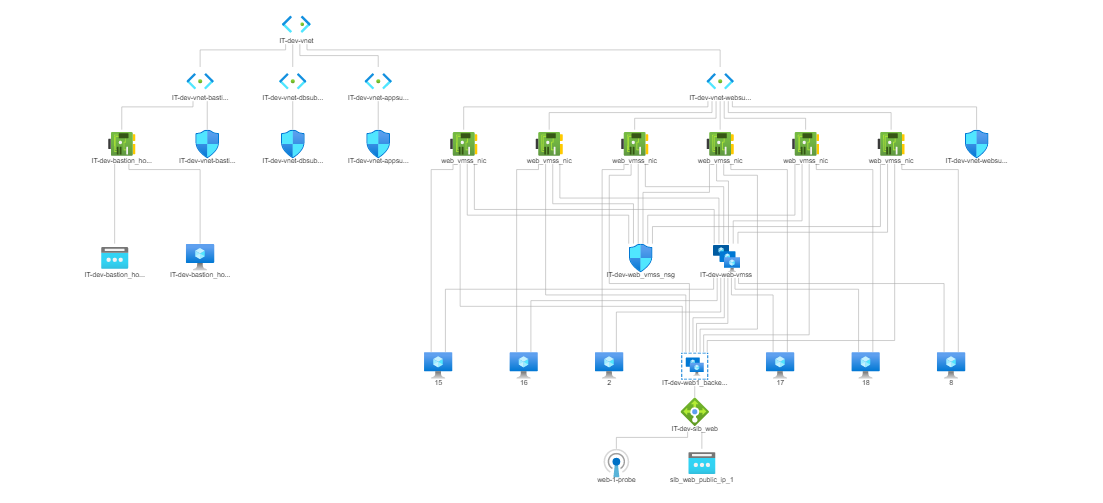 IT-dev-vnet
IT-dev-vnet-basti...
IT-dev-vnet-dbsub...
IT-dev-vnet-appsu...
IT-dev-vnet-websu...
IT-dev-bastion_ho...
IT-dev-vnet-basti...
IT-dev-vnet-dbsub...
IT-dev-vnet-appsu...
web_vmss_nic
web_vmss_nic
web_vmss_nic
web_vmss_nic
web_vmss_nic
web_vmss_nic
IT-dev-vnet-websu...
IT-dev-bastion_ho...
IT-dev-bastion_ho...
IT-dev-web_vmss_nsg
IT-dev-web-vmss
15
16
2
IT-dev-web1_backe...
17
18
8
IT-dev-slb_web
web-1-probe
slb_web_public_ip_1